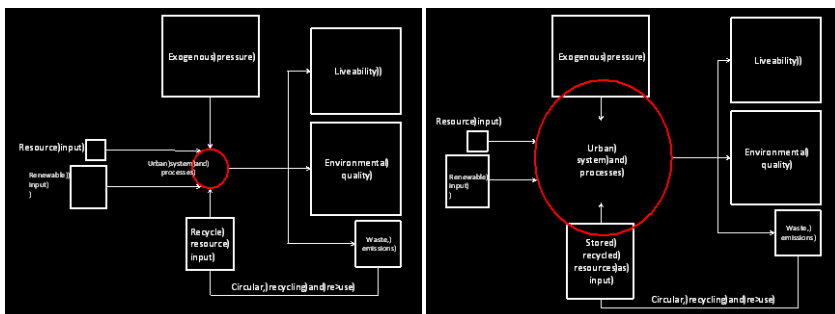 Exogenous)pressure)
Liveability))
Resource)input)
Urban)system)and)
processes)
Renewable))
input)
)
Environmental)
quality)
Recycle)
resource)
input)
Waste,)
emissions)
Circular,)recycling)and)re>use)
Exogenous)pressure)
Liveability))
Resource)input)
Urban)
system)and)
processes)
Renewable)
input)
)
Environmental)
quality)
Stored)
recycled)
resources)as)
input)
Waste,)
emissions)
Circular,)recycling)and)re>use)